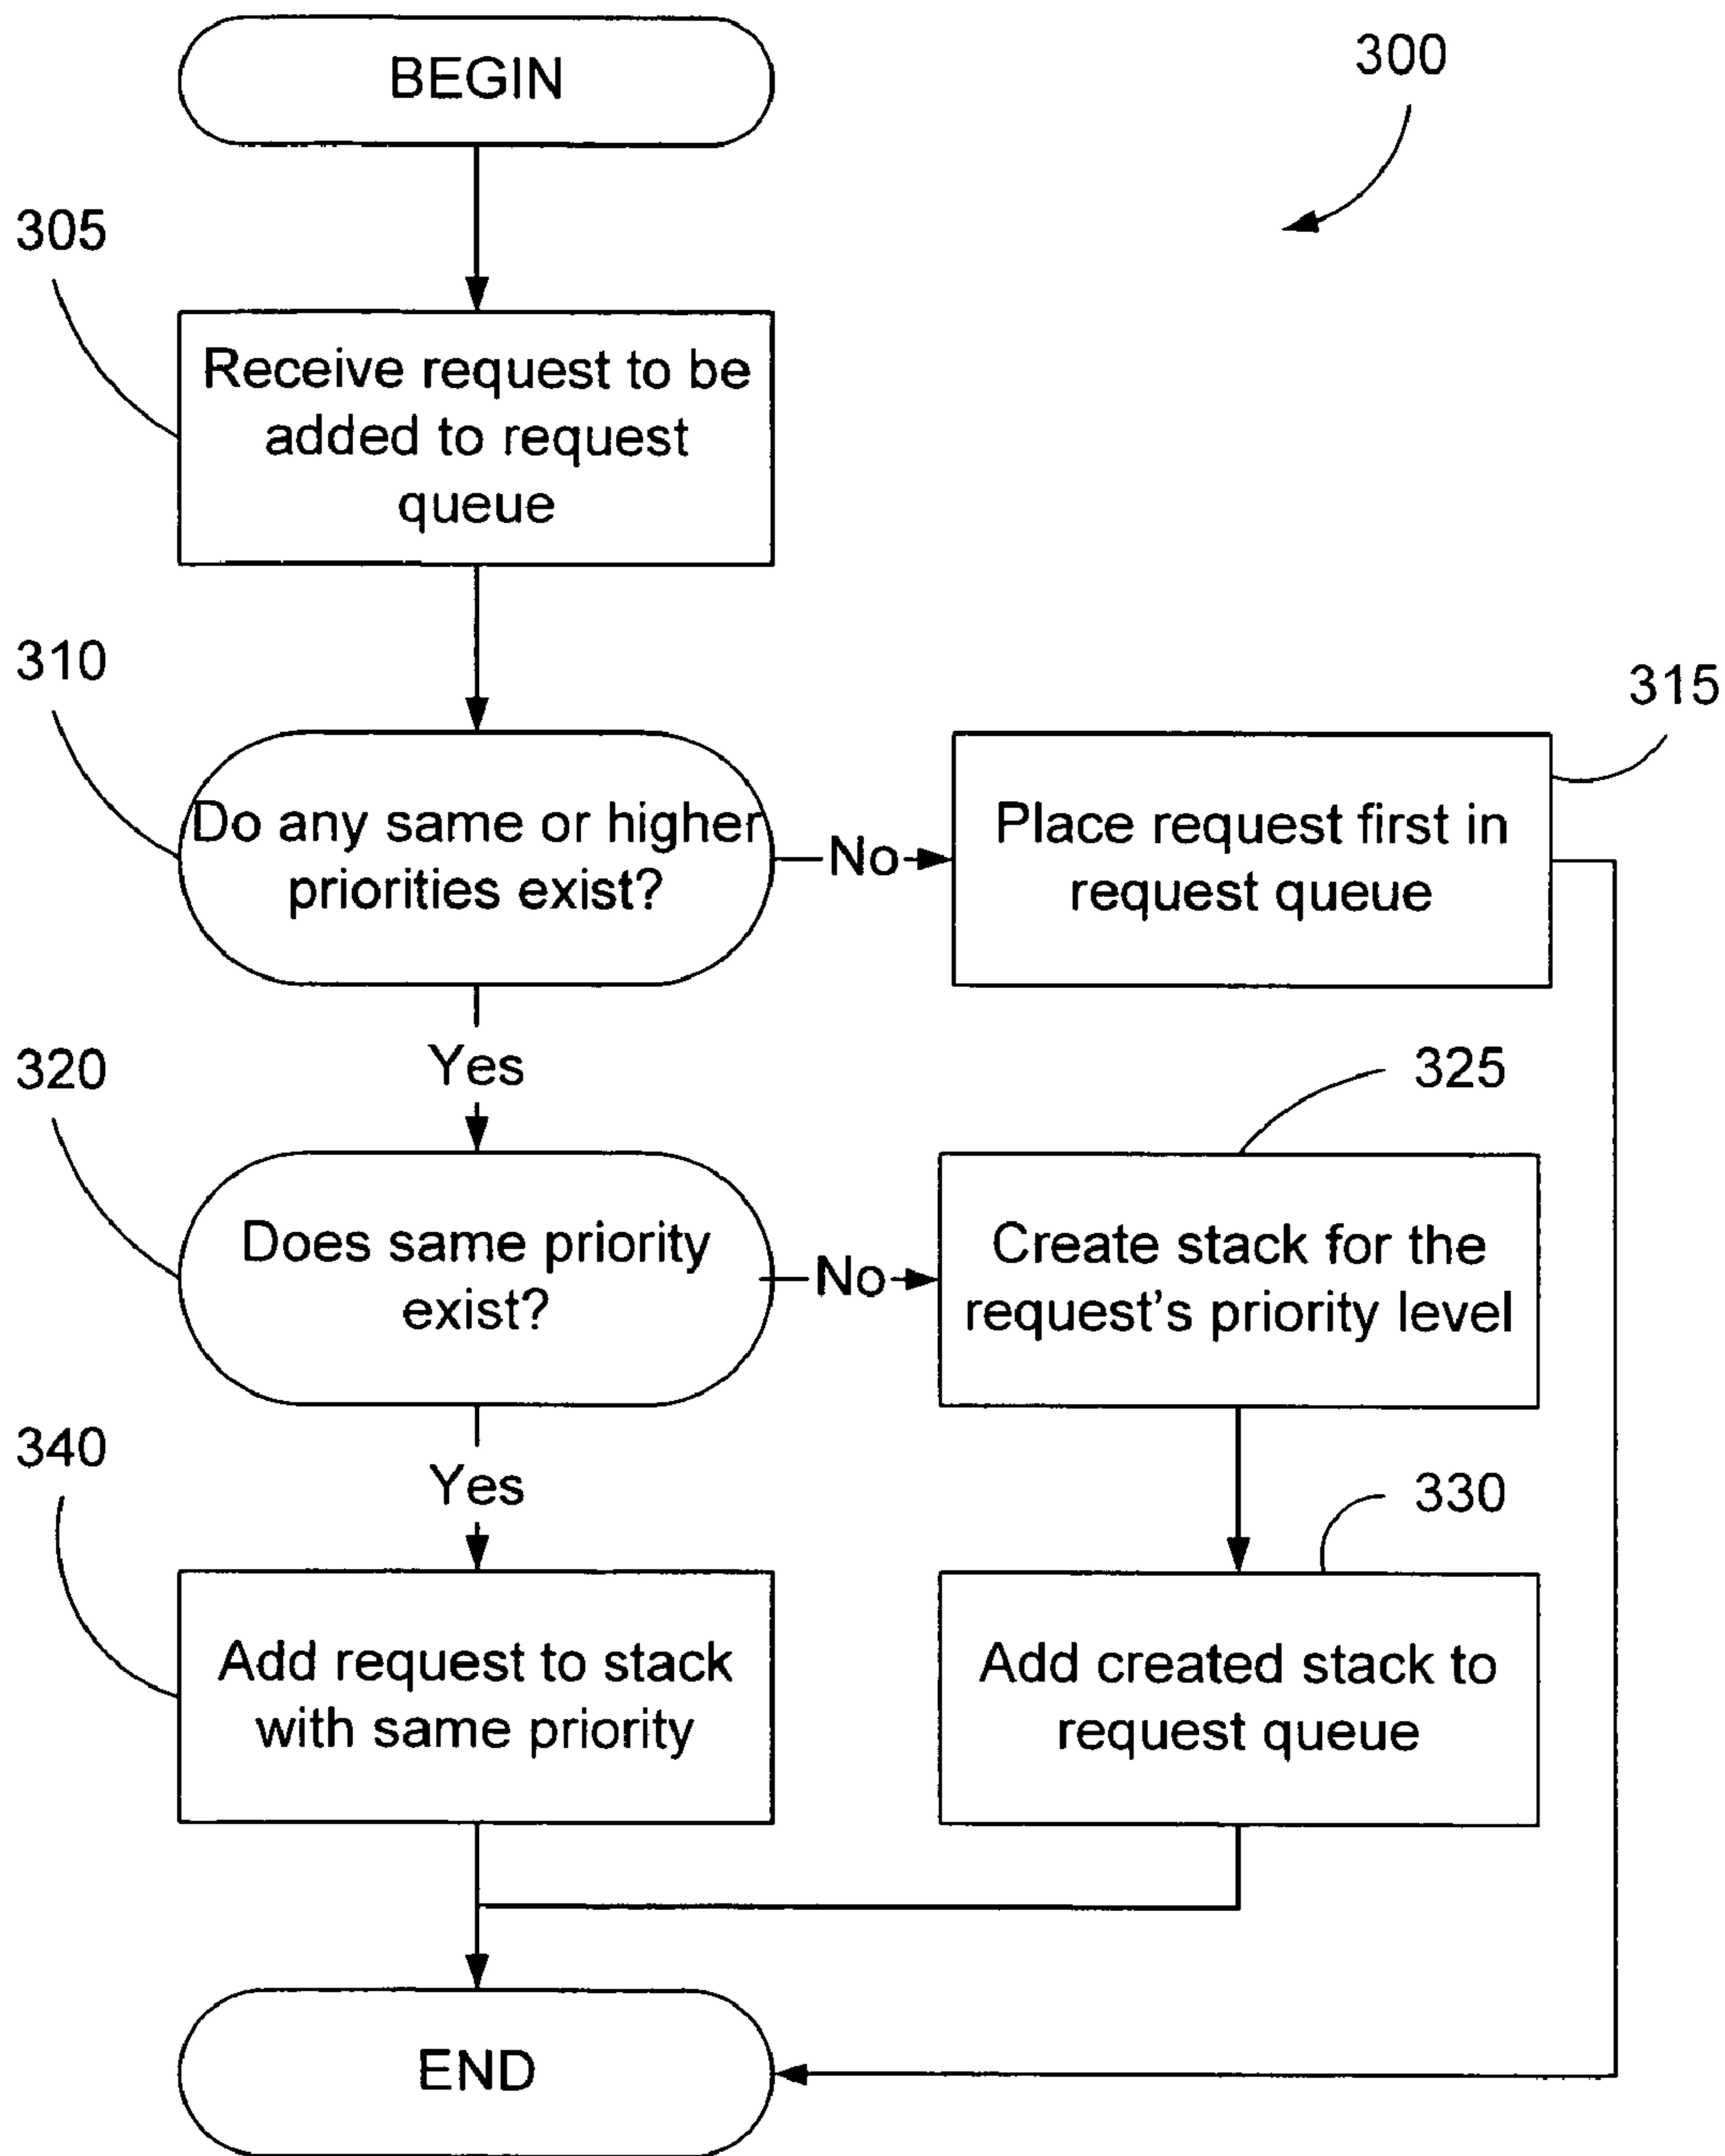 BEGIN
300
305
Receive request to be
added to request
queue
310
315
Do any same or higher
priorities exist?
No
Place request first in
request queue
Yes
320
325
Does same priority
exist?
No
Create stack for the
request's priority level
340
Yes
330
Add request to stack
with same priority
Add created stack to
request queue
END